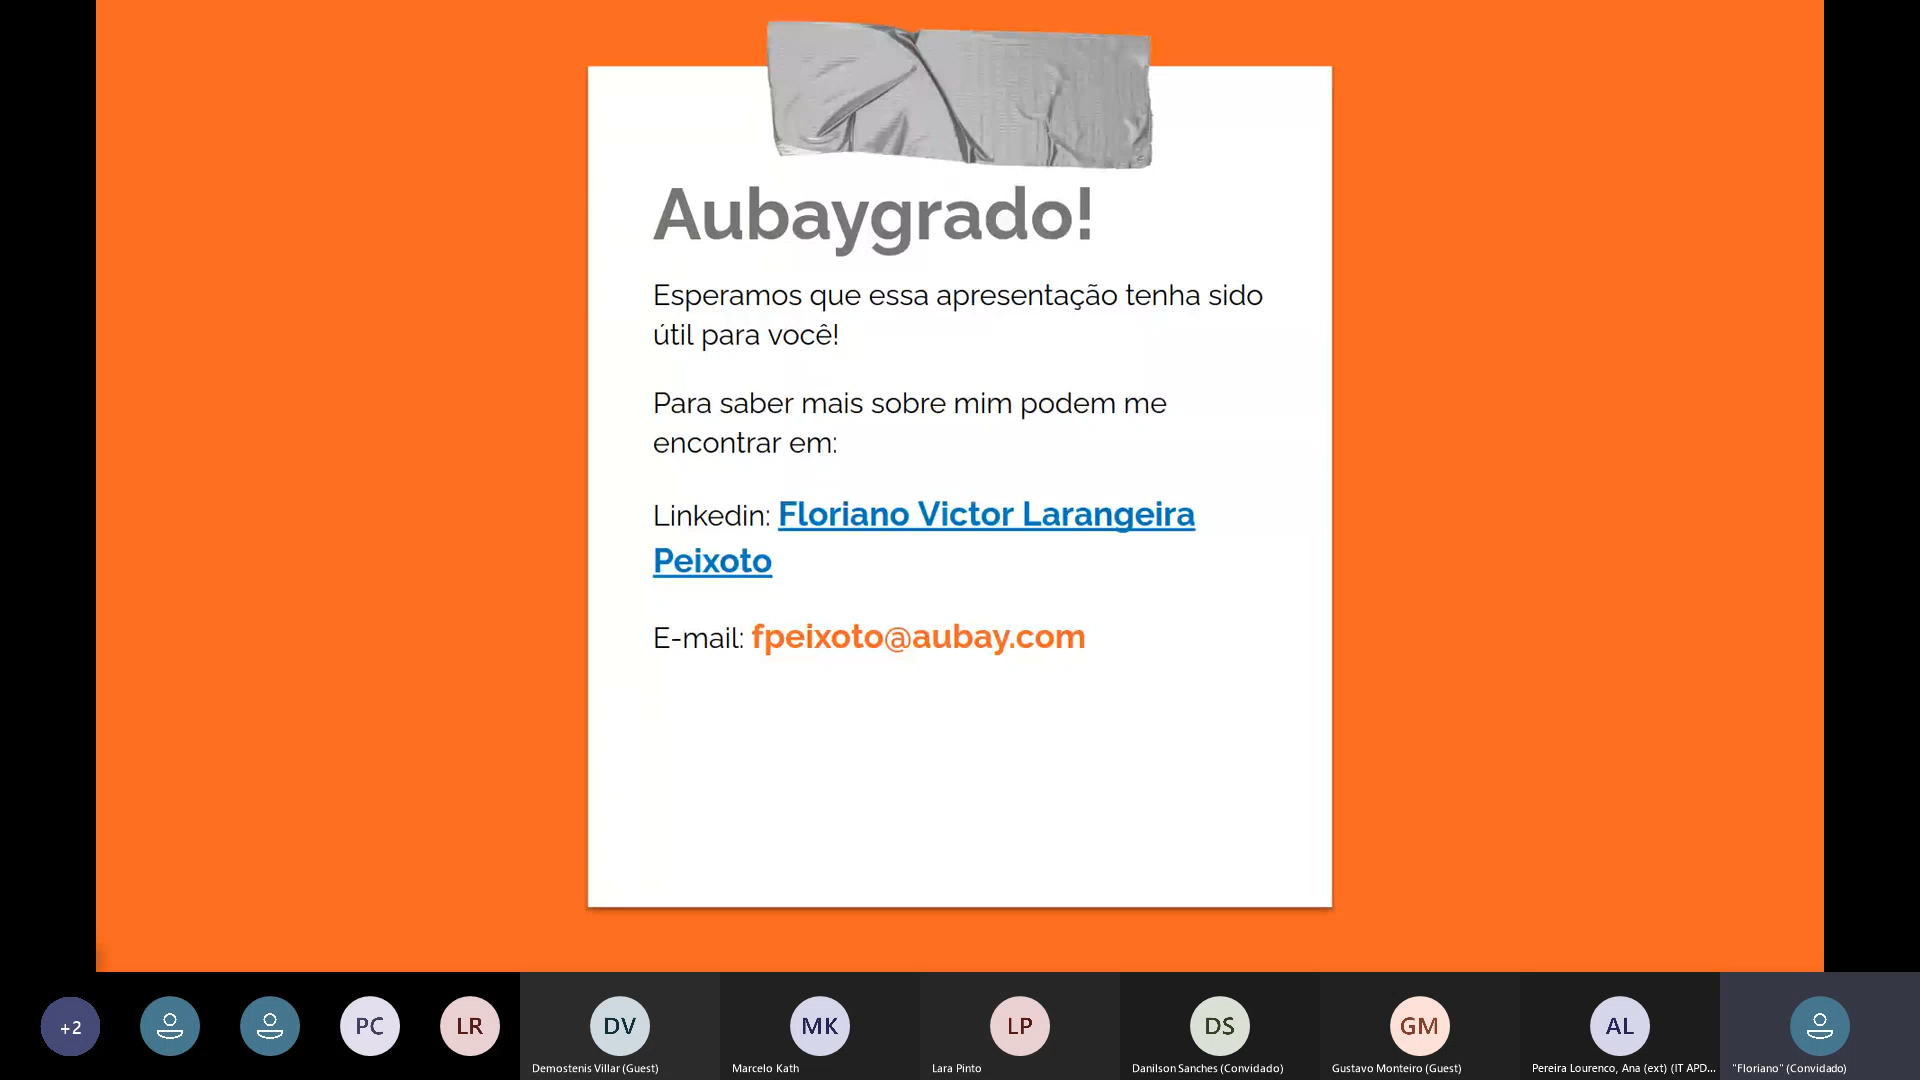 Aubaygrado!
Esperamos que essa apresentação tenha sido
útil para você!
Para saber mais sobre mim podem me
encontrar em:
Linkedin: Floriano Victor Larangeira
Peixoto
E-mail: fpeixoto@aubay.com
+2
PC
LR
DV
MK
LP
DS
GM
AL
Demostenis Villar (Guest)
Marcelo Kath
Lara Pinto
Danilson Sanches (Convidado)
Gustavo Monteiro (Guest)
Pereira Lourenco, Ana (ext) (IT APD...
"Floriano" (Convidado)